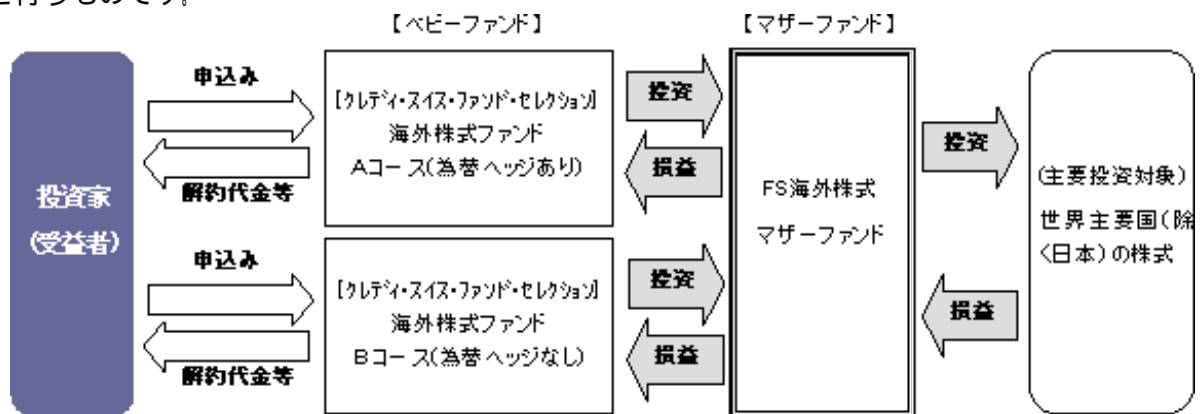 を行うものです。
【ベビーファンド】
【マザーファンド】
投資家
(受益者)
申込み
解約代金等
[クレディ・スイス・ファンド・セレクション]
海外株式ファンド
Aコース(為替ヘッジあり)
投資
損益
申込み
解約代金等
[クレディ・スイス・ファンド・セレクション]
海外株式ファンド
Bコース(為替ヘッジなし)
投資
損益
FS海外株式
マザーファンド
投資
損益
(主要投資対象)
世界主要国(除
く日本)の株式